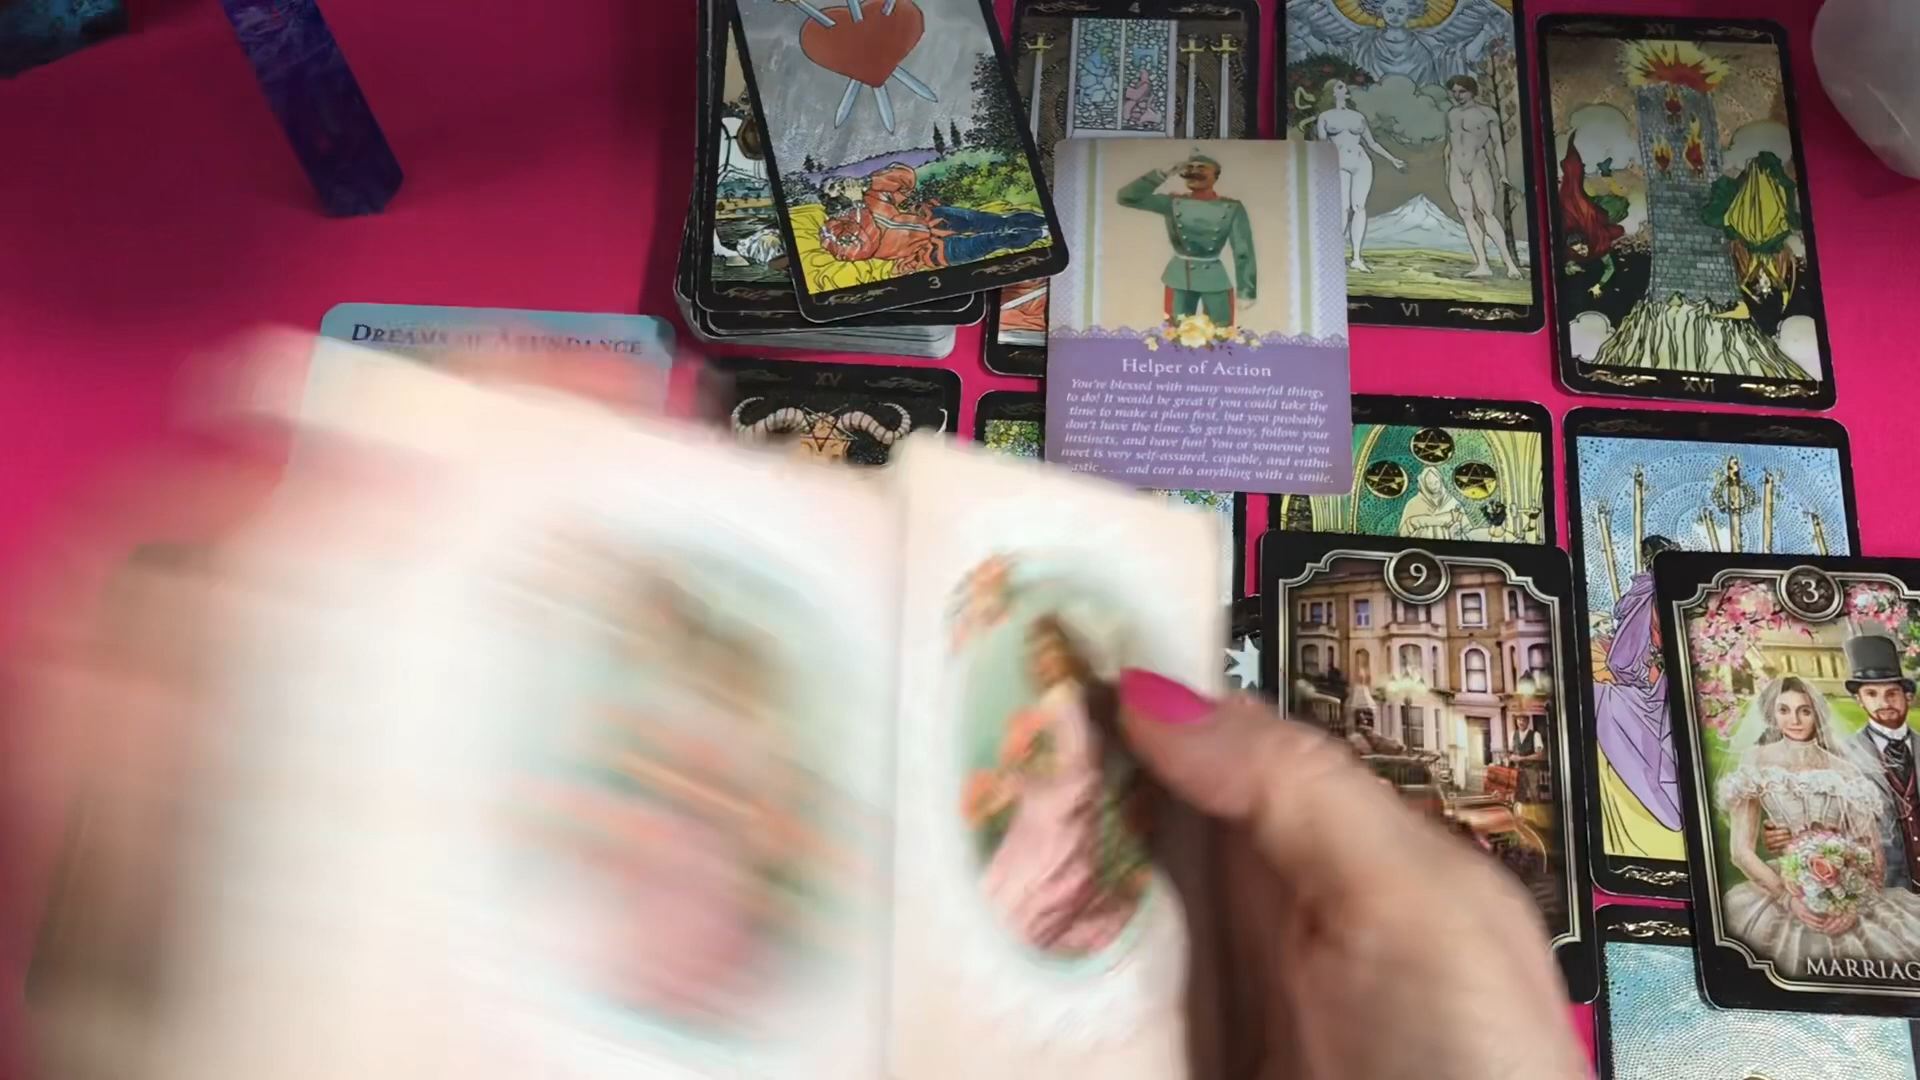 4
XVI
3
VI
DREAMS OF ABUNDANCE
XV
XVI
Helper of Action
You're blessed with many wonderful things
to do! It would be great if you could take the
time to make a plan first, but you probably
don't have the time. So get busy, follow your
instincts, and have fun! You or someone you
meet is very self-assured, capable, and enthu-
iastic . . . and can do anything with a smile.
9
3
MARRIAG